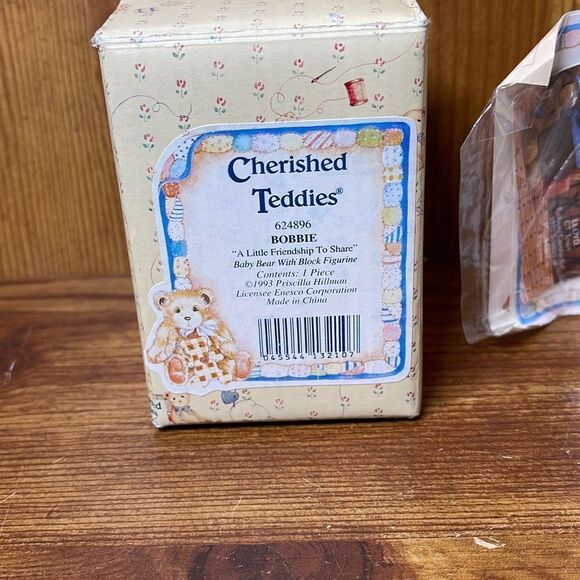 Cherished
Teddies®
624896
BOBBIE
"A Little Friendship To Share"
Baby Bear With Block Figurine
Contents: 1 Piece
©1993 Priscilla Hillman
Licensee Enesco Corporation
Made in China
045544 132107